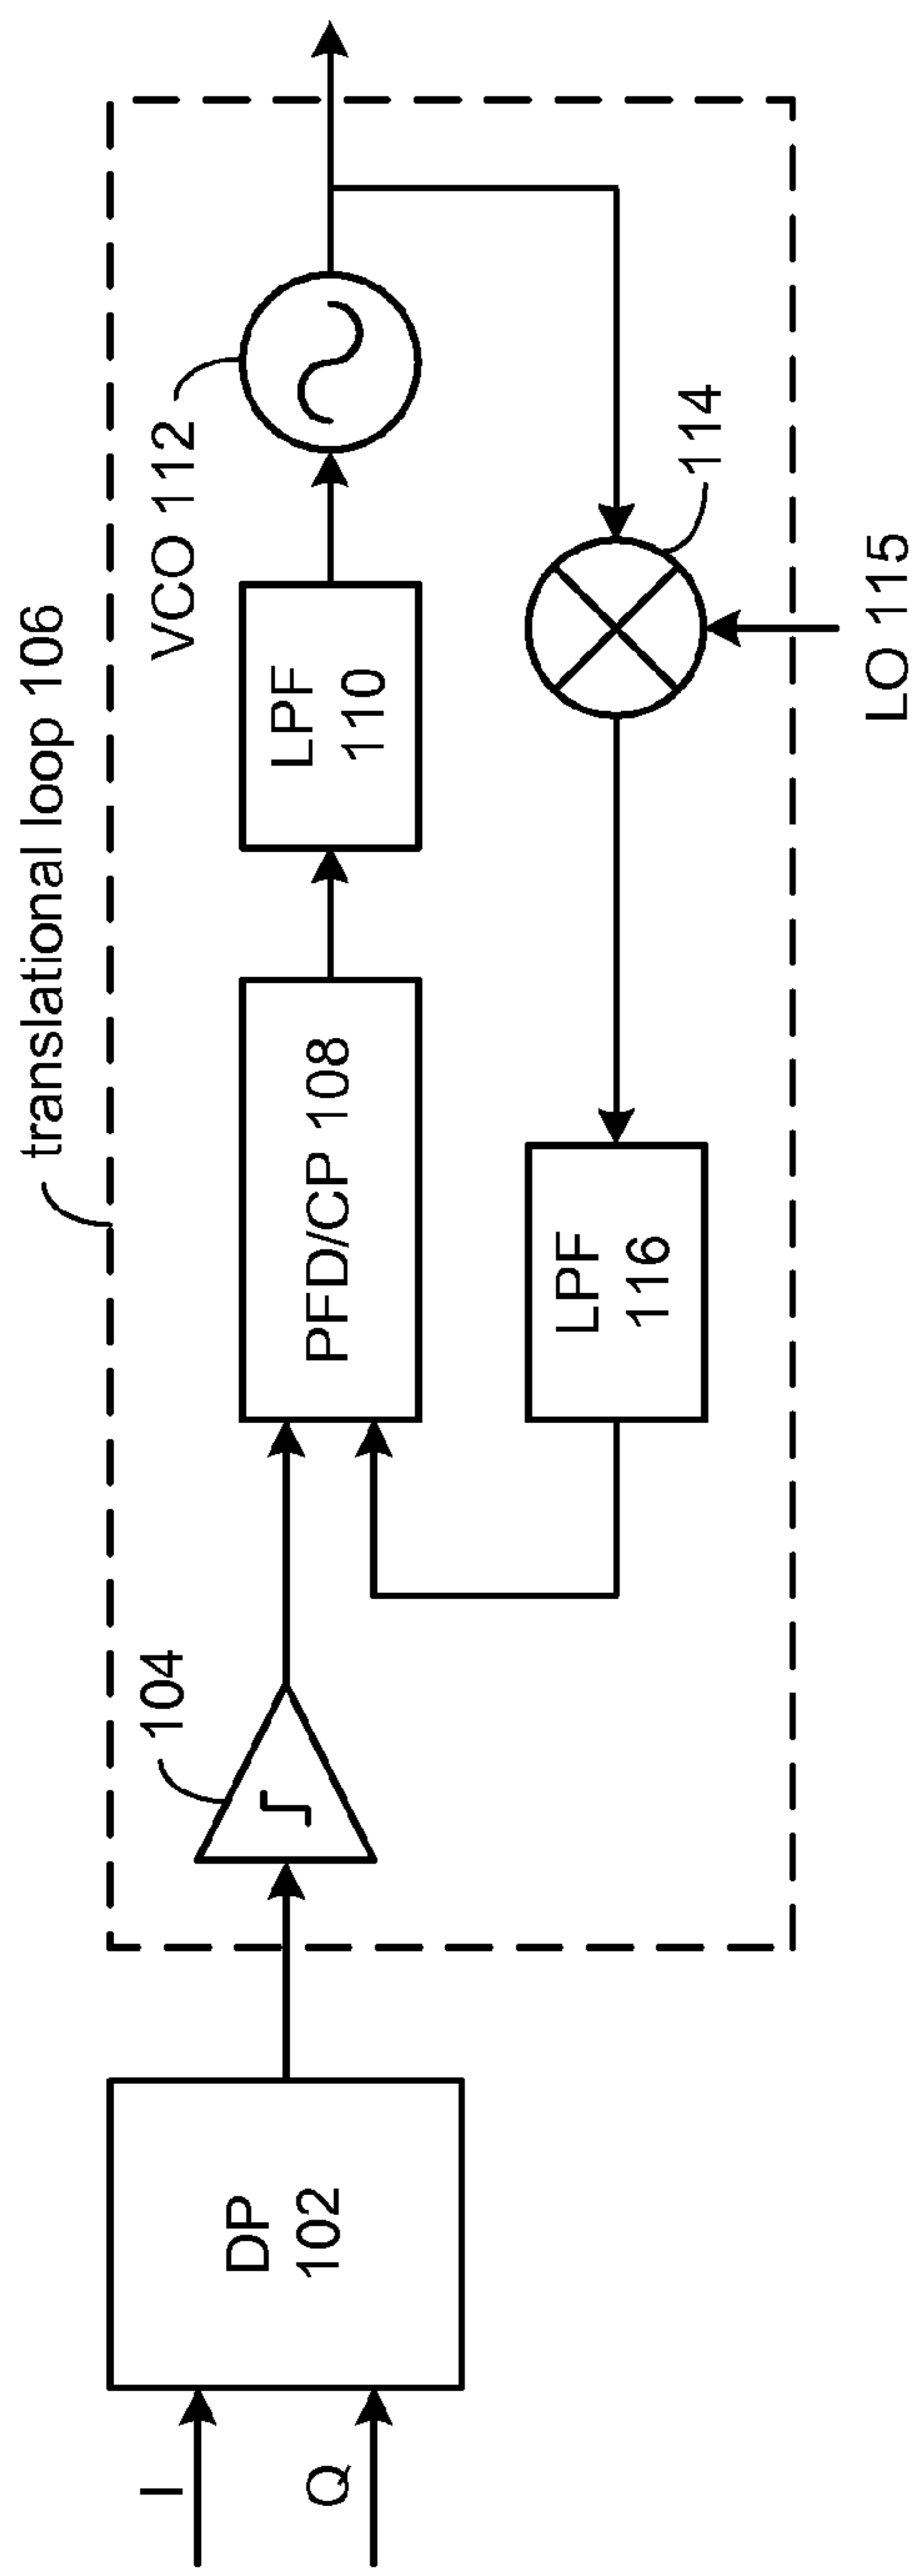 translational loop 106
I
Q
DP
102
104
PFD/CP 108
LPF
110
VCO 112
LPF
116
114
LO 115